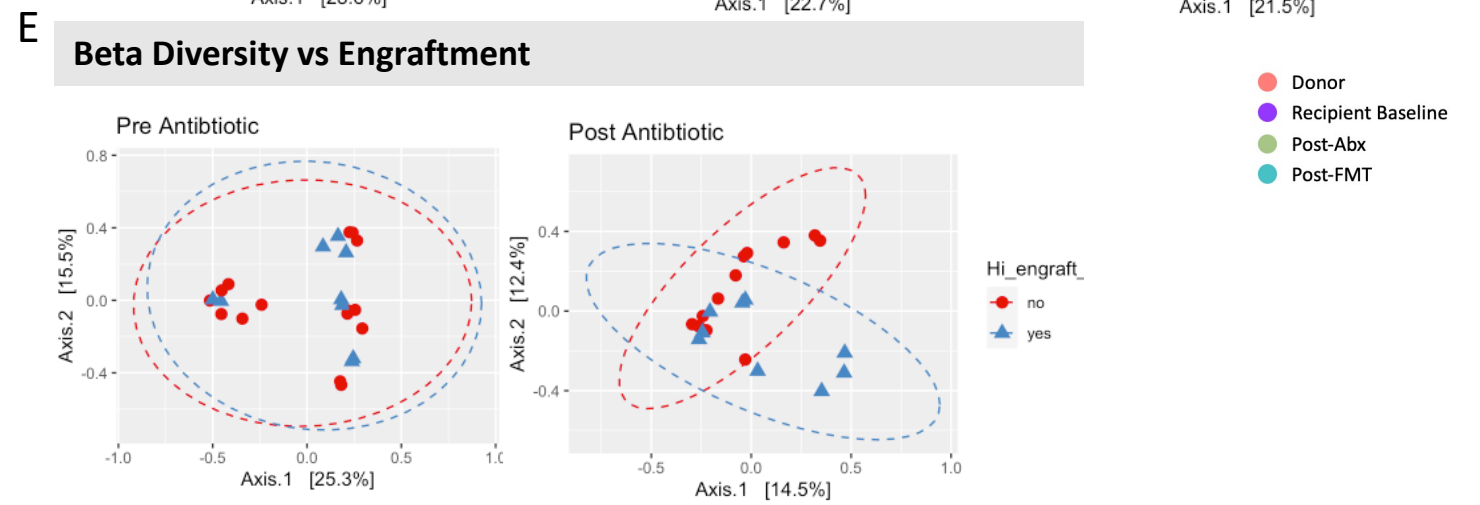 Axis.1 [22.7%]
Axis.1 [21.5%]
E
Beta Diversity vs Engraftment
Donor
Recipient Baseline
Post-Abx
Post-FMT
Pre Antibtiotic
0.8
0.4
0.0
-0.4
Axis.2 [15.5%]
-1.0 -0.5 0.0 0.5
Axis.1 [25.3%]
Post Antibtiotic
0.4
0.0
-0.4
Axis.2 [12.4%]
-0.5 0.0 0.5 1.0
Axis.1 [14.5%]
Hi_engraft_
no
yes